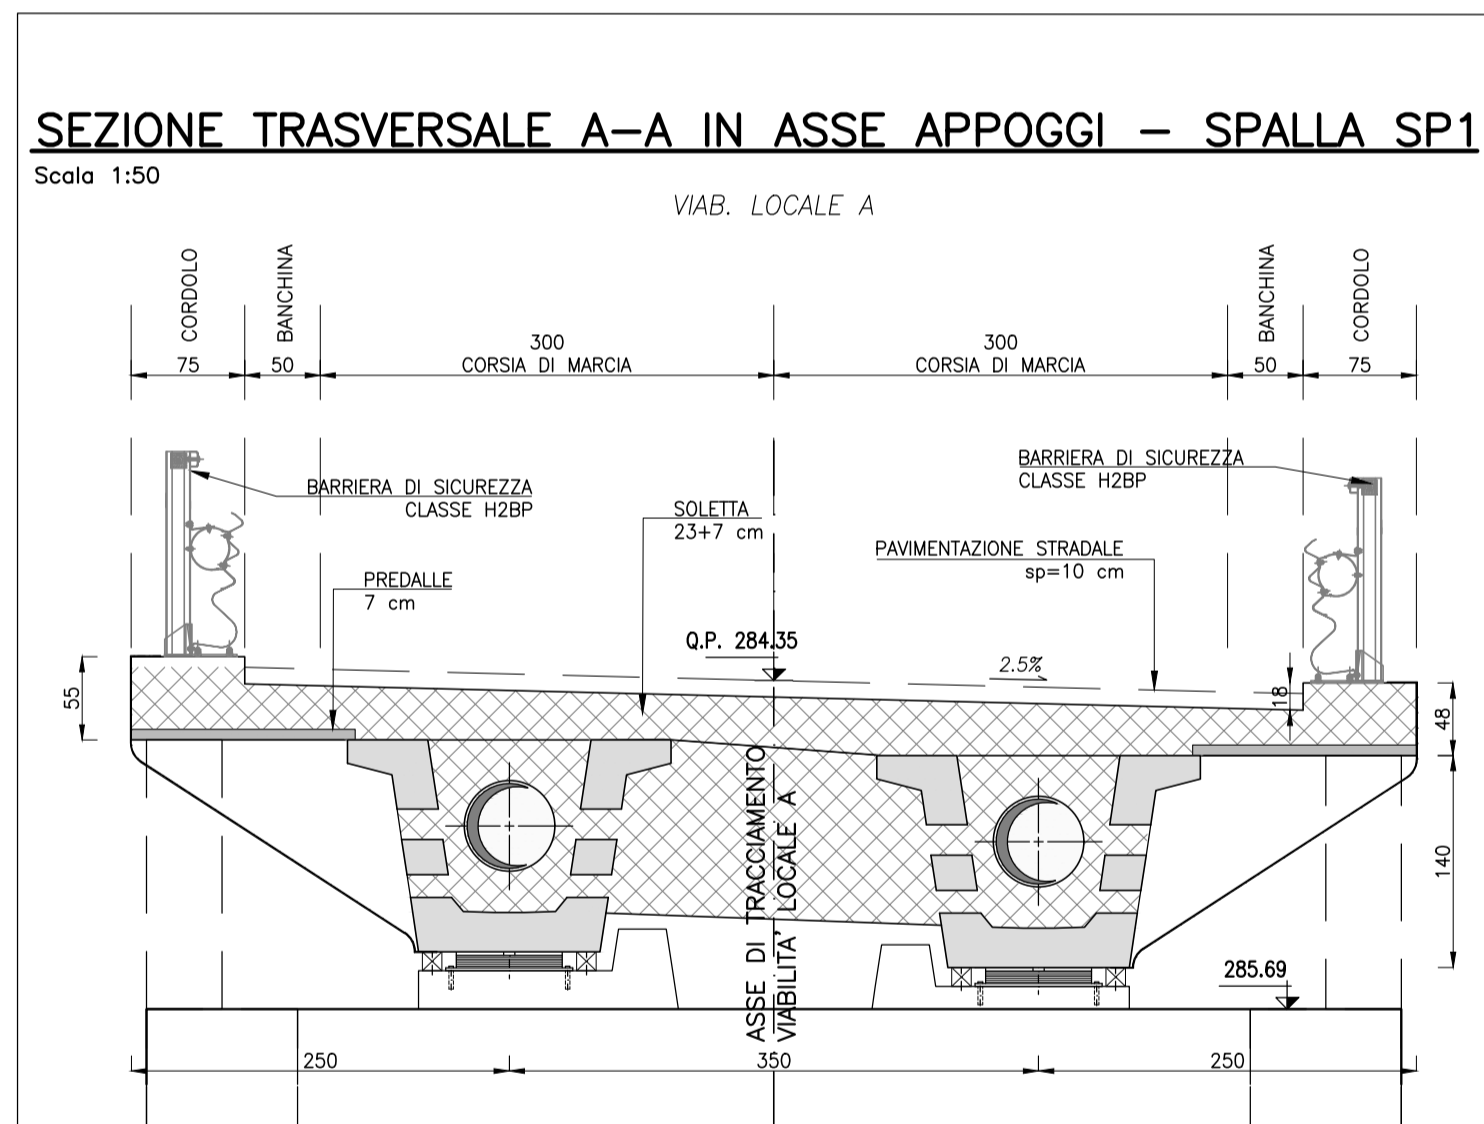 SEZIONE TRASVERSALE A-A IN ASSE APPOGGI - SPALLA SP1
Scala 1:50
VIAB. LOCALE A
CORDOLO
BANCHINA
BANCHINA
CORDOLO
300
300
75
50
CORSIA DI MARCIA
CORSIA DI MARCIA
50
75
BARRIERA DI SICUREZZA
CLASSE H2BP
BARRIERA DI SICUREZZA
CLASSE H2BP
SOLETTA
23+7 cm
PAVIMENTAZIONE STRADALE
sp=10 cm
PREDALLE
7 cm
Q.P. 284.35
2.5%
55
18
48
140
ASSE DI TRACCIAMENTO
VIABILITA' LOCALE A
285.69
250
350
250